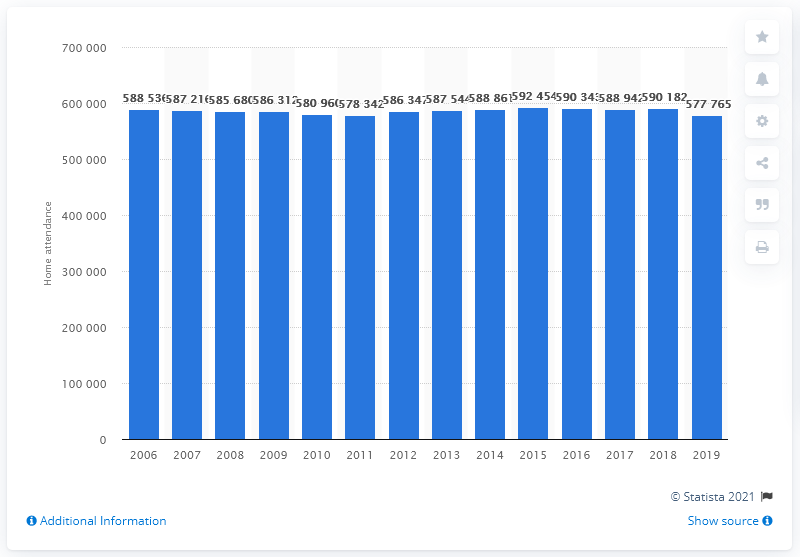 700 000
600 000
500 000
400 000
300 000
200 000
100 000
0
Home attendance
588 536 587 216 585 680 586 312 580 960 578 342 586 347 587 544 588 861 592 454 590 343 588 942 590 182 577 765
2006 2007 2008 2009 2010 2011 2012 2013 2014 2015 2016 2017 2018 2019
© Statista 2021
Additional Information
Show source